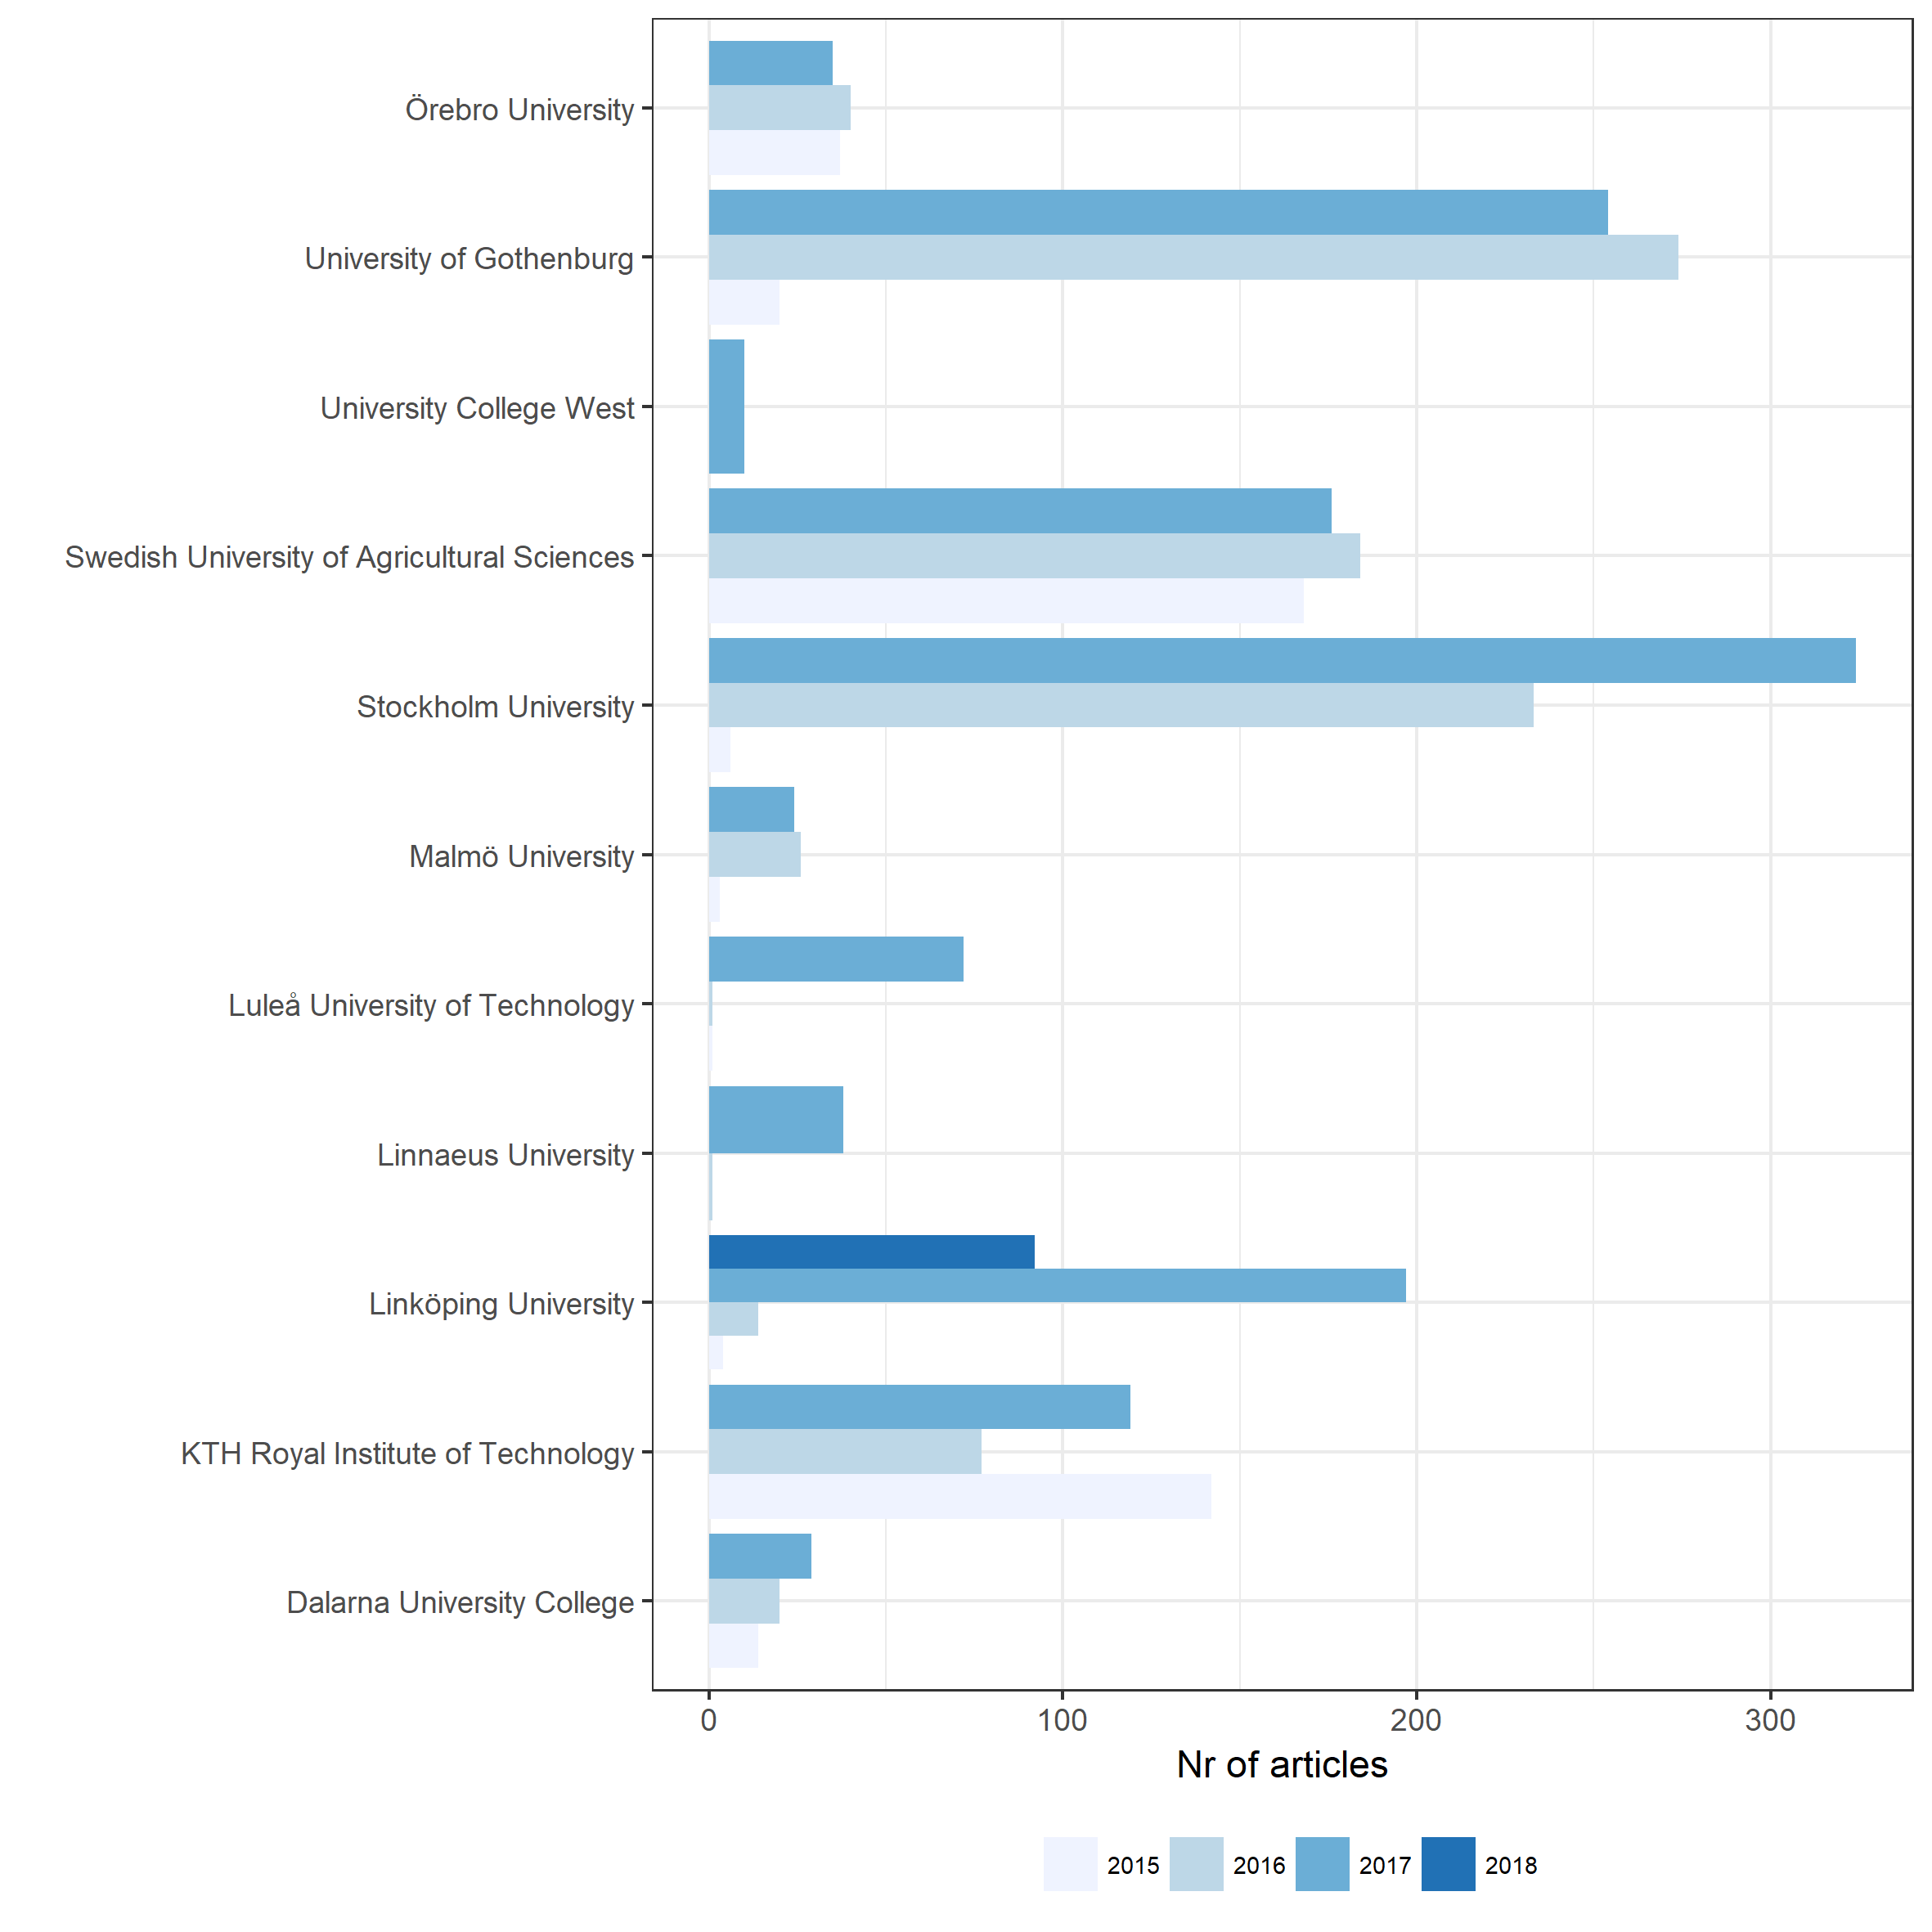 Örebro University
University of Gothenburg
University College West
Swedish University of Agricultural Sciences
Stockholm University
Malmö University
Luleå University of Technology
Linnaeus University
Linköping University
KTH Royal Institute of Technology
Dalarna University College
0 100 200 300
Nr of articles
2015 2016 2017 2018